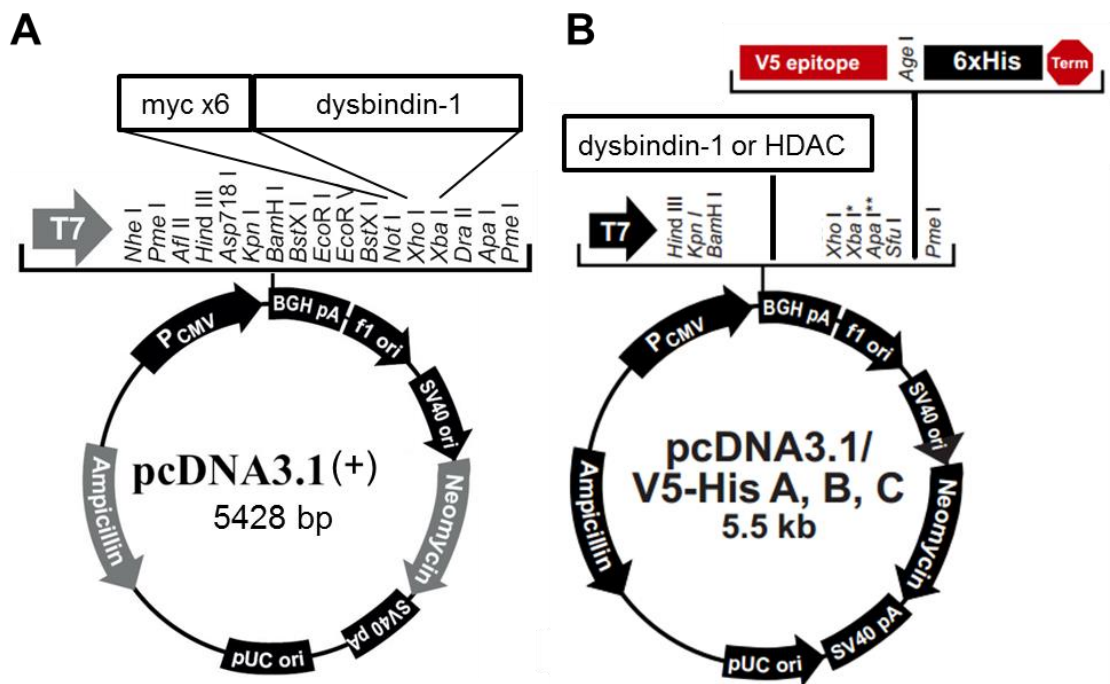 A
myc x6
dysbindin-1
T7
Nhe I
Pme I
Afl II
Hind III
Asp718 I
Kpn I
BamH I
BstX I
EcoR I
EcoR V
BstX I
Not I
Xho I
Xba I
Dra II
Apa I
Pme I
PCMV
BGH pA
f1 ori
SV40 ori
Neomycin
SV40 pA
pUC ori
Ampicillin
pcDNA3.1(+)
5428 bp
B
V5 epitope
Age I
6xHis
Term
dysbindin-1 or HDAC
T7
Hind III
Kpn I
BamH I
Xho I
Xba I*
Apa I**
Sfu I
Pme I
PCMV
BGH pA
f1 ori
SV40 ori
Neomycin
SV40 pA
pUC ori
Ampicillin
pcDNA3.1/
V5-His A, B, C
5.5 kb